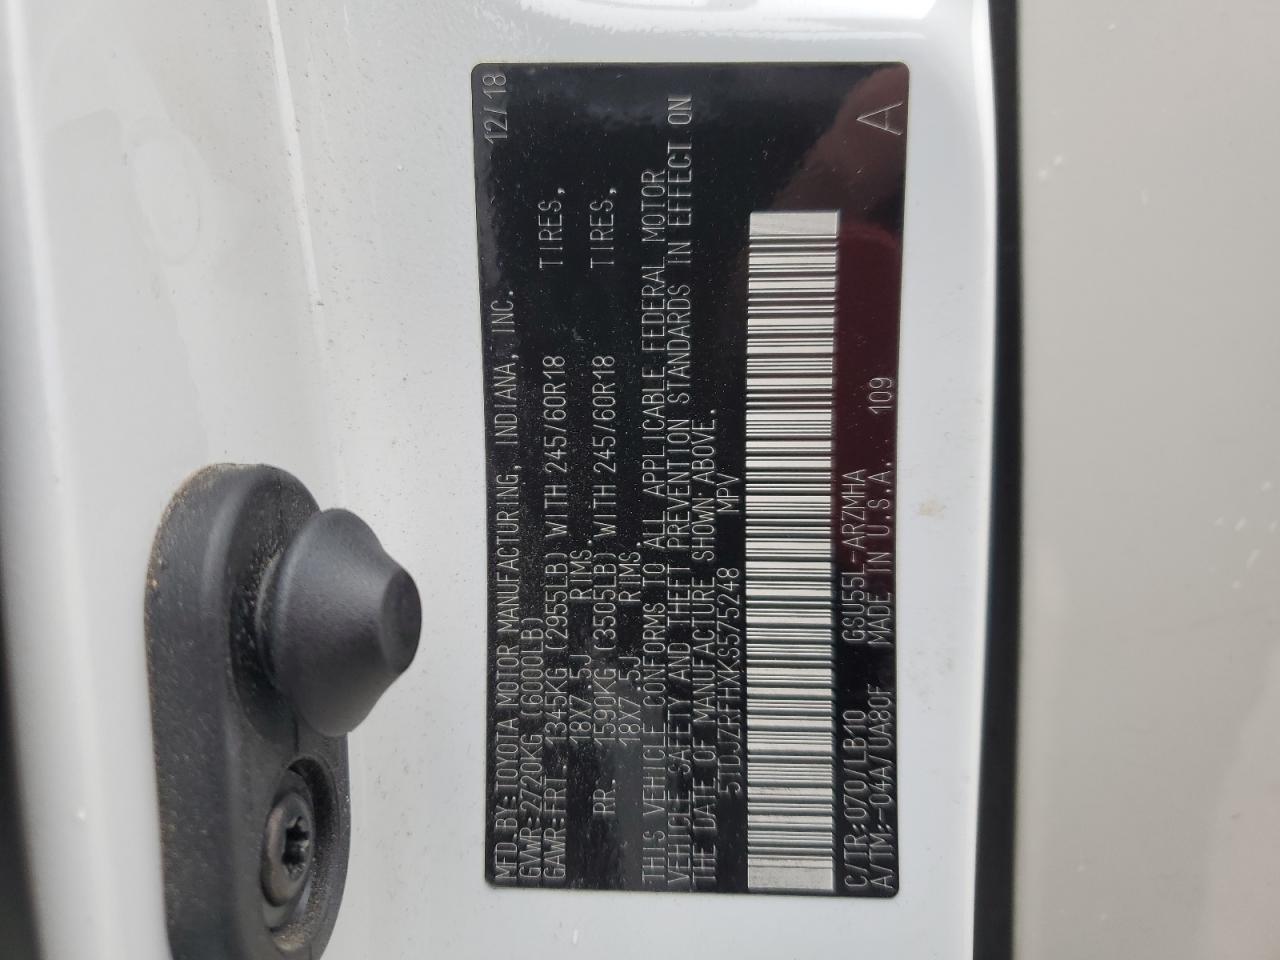 MFD.BY:TOYOTA MOTOR MANUFACTURING, INDIANA, INC. 12/18
GVWR:2720KG (6000LB)
GAWR:FRT. 1345KG (2955LB) WITH 245/60R18 TIRES,
18X7.5J RIMS,
RR. 1590KG (3505LB) WITH 245/60R18 TIRES,
18X7.5J RIMS.
THIS VEHICLE CONFORMS TO ALL APPLICABLE FEDERAL MOTOR
VEHICLE SAFETY AND THEFT PREVENTION STANDARDS IN EFFECT ON
THE DATE OF MANUFACTURE SHOWN ABOVE.
5TDJZRFHXKS575248 MPV
C/TR:070/LB10 GSU55L-ARZMHA
A/TM:-04A/UA80F MADE IN U.S.A. 109 A